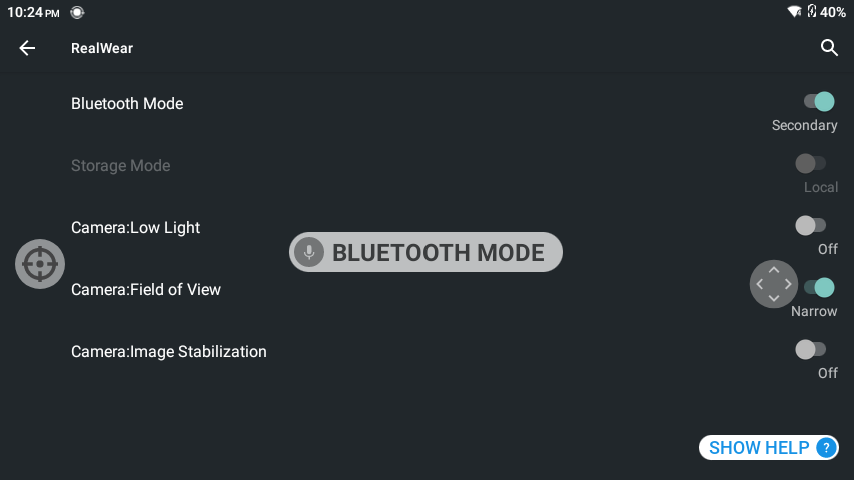 10:24 PM 40%
RealWear
Bluetooth Mode
Secondary
Storage Mode
Local
Camera:Low Light
Off
BLUETOOTH MODE
Camera:Field of View
Narrow
Camera:Image Stabilization
Off
SHOW HELP ?